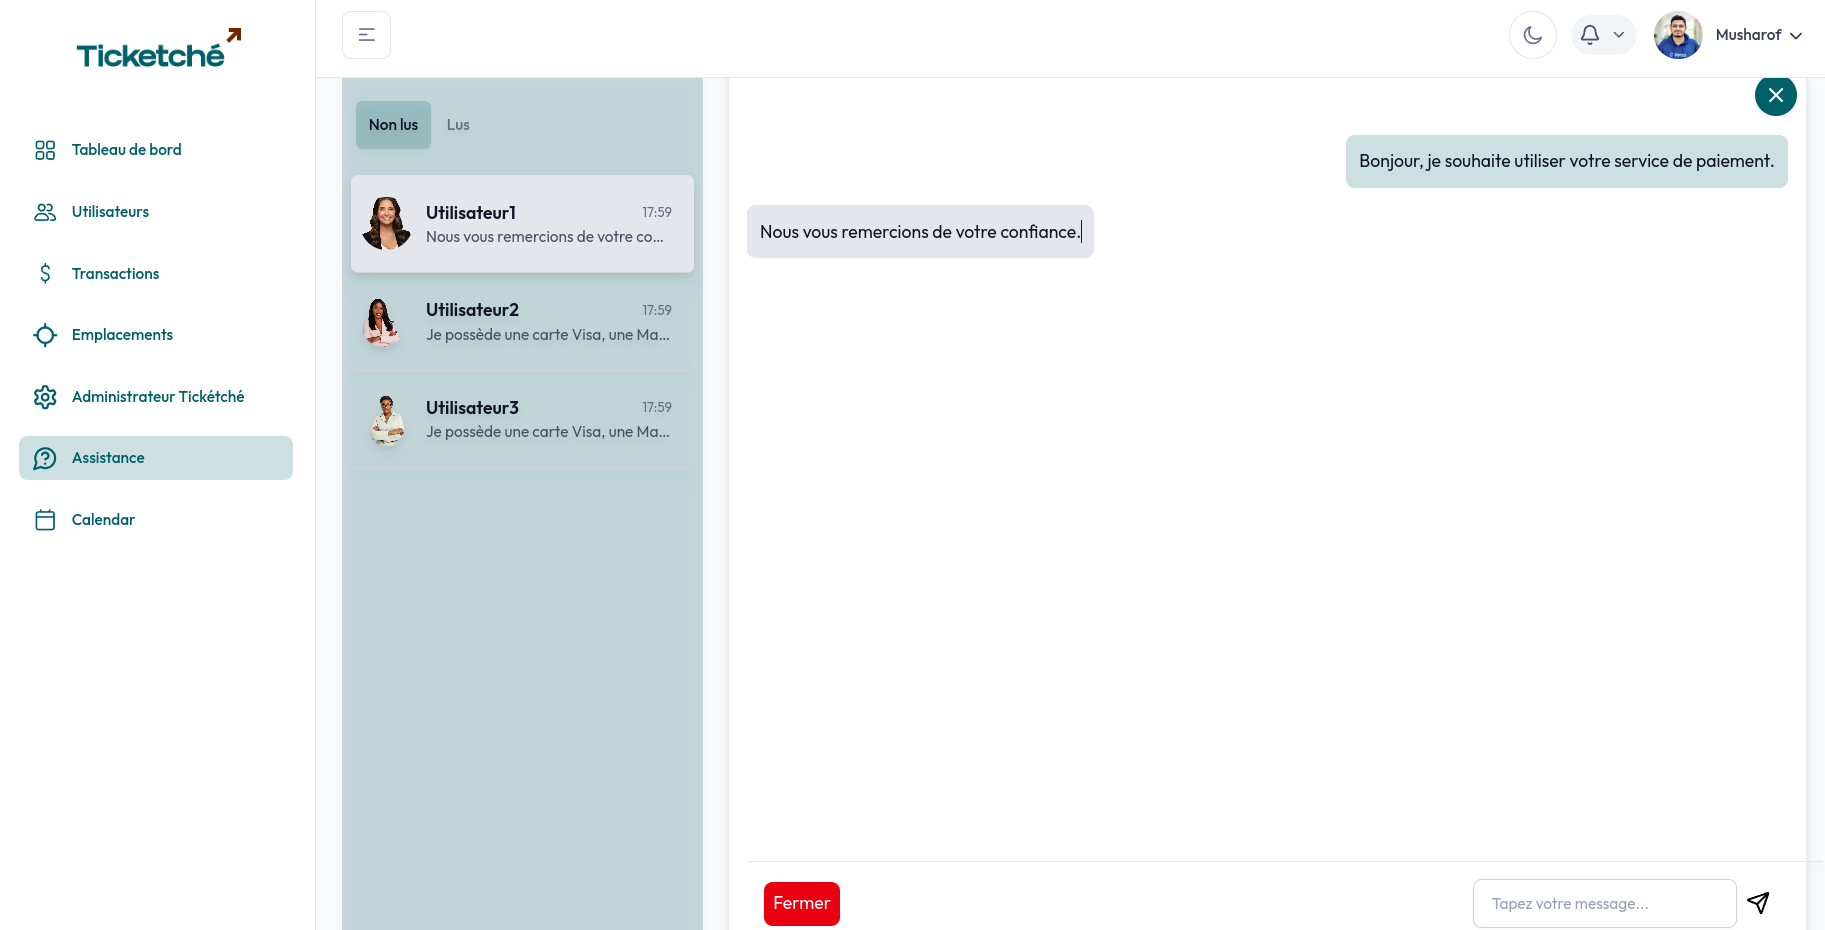 Ticketché
Musharof
Tableau de bord
Utilisateurs
Transactions
Emplacements
Administrateur Tickétché
Assistance
Calendar
Non lus
Lus
Utilisateur1
17:59
Nous vous remercions de votre co...
Utilisateur2
17:59
Je possède une carte Visa, une Ma...
Utilisateur3
17:59
Je possède une carte Visa, une Ma...
Bonjour, je souhaite utiliser votre service de paiement.
Nous vous remercions de votre confiance.
Fermer
Tapez votre message...